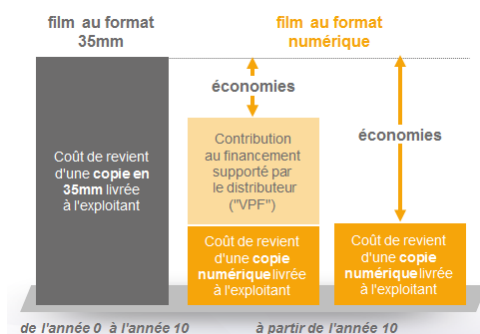 film au format
35mm
film au format
numérique
économies
économies
Coût de revient
d'une copie en
35mm livrée
à l'exploitant
Contribution
au financement
supporté par
le distributeur
("VPF")
Coût de revient
d'une copie
numérique livrée
à l'exploitant
Coût de revient
d'une copie
numérique livrée
à l'exploitant
de l'année 0 à l'année 10
à partir de l'année 10